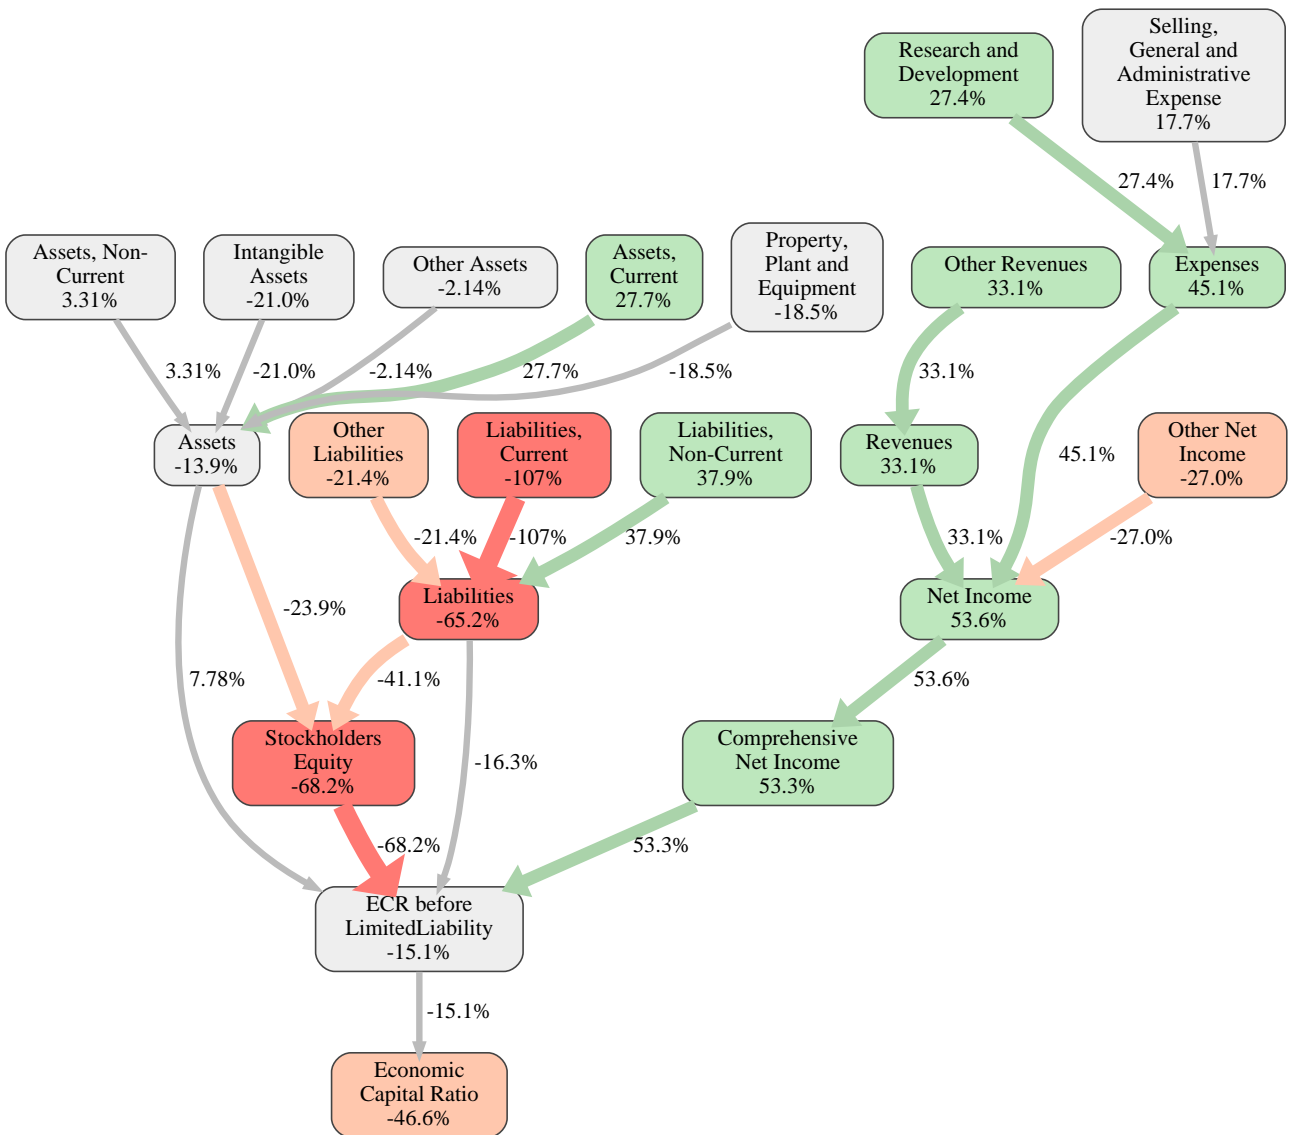 Research and
Development
27.4%
Selling,
General and
Administrative
Expense
17.7%
27.4%
17.7%
Assets, Non-
Current
3.31%
Intangible
Assets
-21.0%
Other Assets
-2.14%
Assets,
Current
27.7%
Property,
Plant and
Equipment
-18.5%
Other Revenues
33.1%
Expenses
45.1%
3.31%
-21.0%
-2.14%
27.7%
-18.5%
33.1%
Assets
-13.9%
Other
Liabilities
-21.4%
Liabilities,
Current
-107%
Liabilities,
Non-Current
37.9%
Revenues
33.1%
45.1%
Other Net
Income
-27.0%
-21.4%
-107%
37.9%
33.1%
-27.0%
-23.9%
Liabilities
-65.2%
Net Income
53.6%
7.78%
-41.1%
53.6%
Stockholders
Equity
-68.2%
-16.3%
Comprehensive
Net Income
53.3%
-68.2%
53.3%
ECR before
LimitedLiability
-15.1%
-15.1%
Economic
Capital Ratio
-46.6%